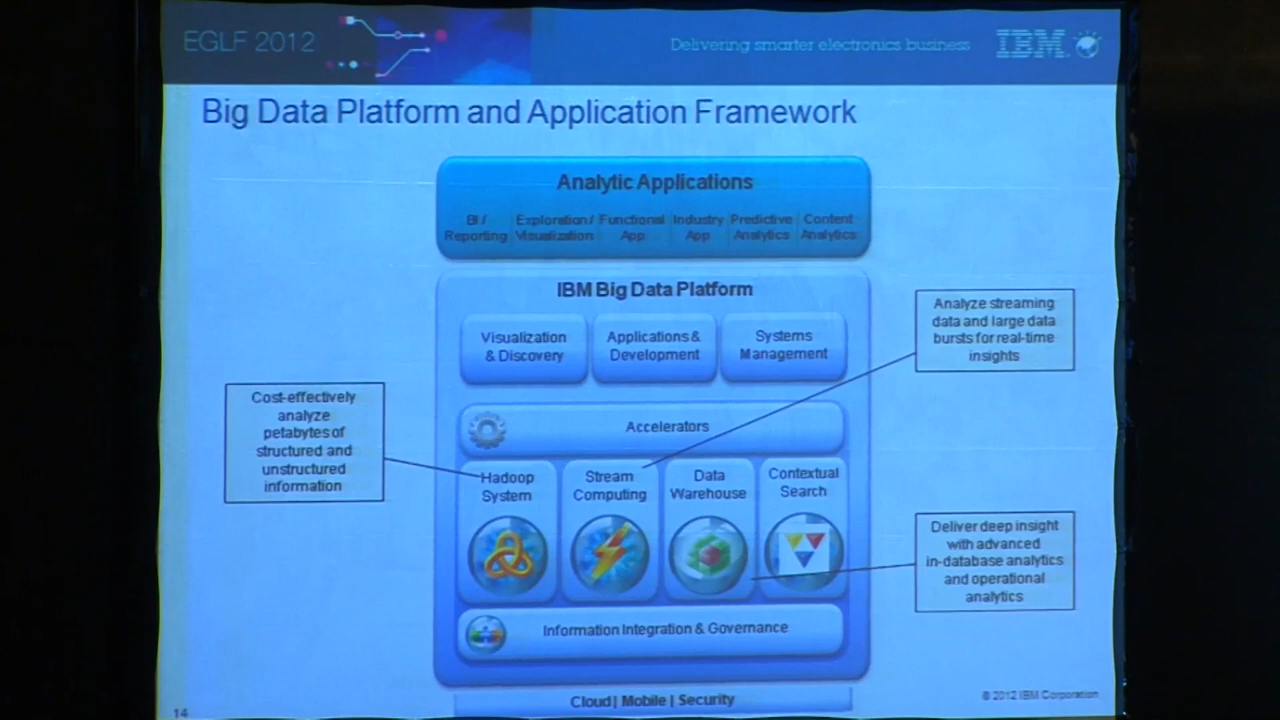 EGLF 2012
Delivering smarter electronics business
IBM
Big Data Platform and Application Framework
Analytic Applications
BI /
Reporting
Exploration /
Visualization
Functional
App
Industry
App
Predictive
Analytics
Content
Analytics
IBM Big Data Platform
Visualization
& Discovery
Applications &
Development
Systems
Management
Analyze streaming
data and large data
bursts for real-time
insights
Cost-effectively
analyze
petabytes of
structured and
unstructured
information
Accelerators
Hadoop
System
Stream
Computing
Data
Warehouse
Contextual
Search
Deliver deep insight
with advanced
in-database analytics
and operational
analytics
Information Integration & Governance
Cloud | Mobile | Security
© 2012 IBM Corporation
14